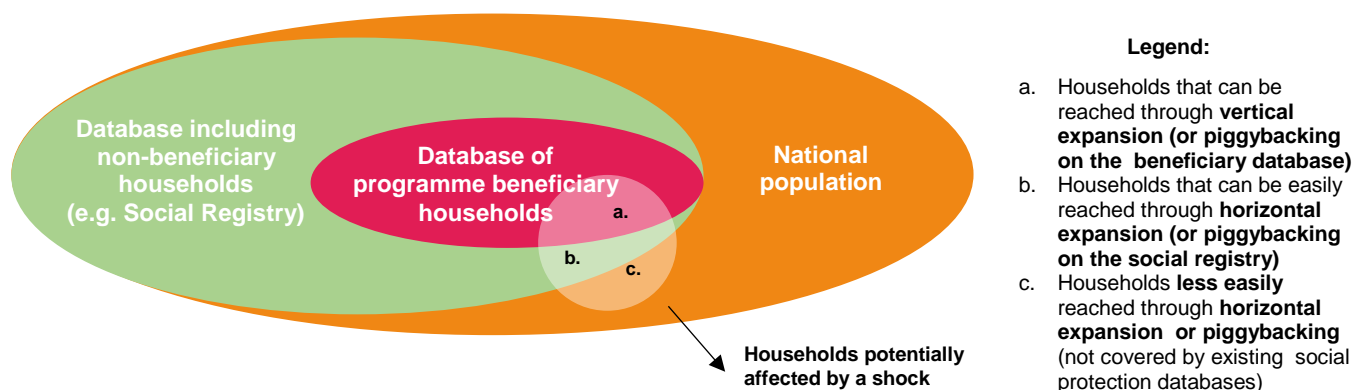 Database including
non-beneficiary
households
(e.g. Social Registry)
Database of
programme beneficiary
households
National
population
a.
b.
c.
Households potentially
affected by a shock
Legend:
a. Households that can be
reached through vertical
expansion (or piggybacking
on the beneficiary database)
b. Households that can be easily
reached through horizontal
expansion (or piggybacking
on the social registry)
c. Households less easily
reached through horizontal
expansion or piggybacking
(not covered by existing social
protection databases)